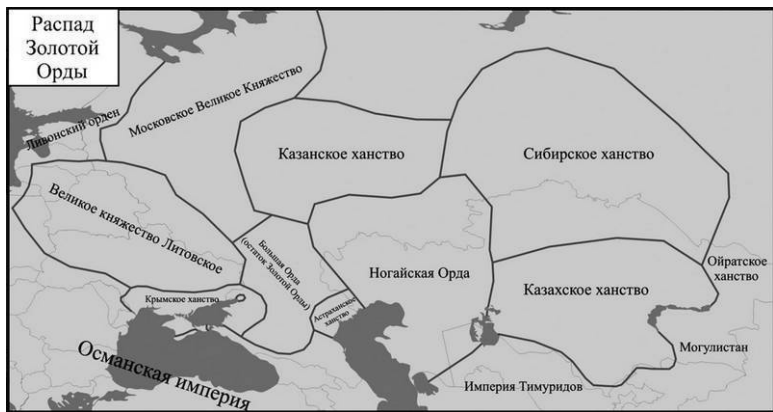 Распад
Золотой
Орды
Ливонский орден
Московское Великое Княжество
Казанское ханство
Сибирское ханство
Великое княжество Литовское
Большая Орда
(остаток Золотой Орды)
Ногайская Орда
Ойратское
ханство
Казахское ханство
Крымское ханство
Астраханское
ханство
Могулистан
Османская империя
Империя Тимуридов